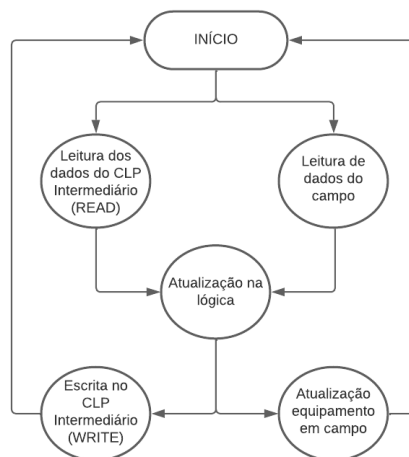 INÍCIO
Leitura dos
dados do CLP
Intermediário
(READ)
Leitura de
dados do
campo
Atualização na
lógica
Escrita no
CLP
Intermediário
(WRITE)
Atualização
equipamento
em campo